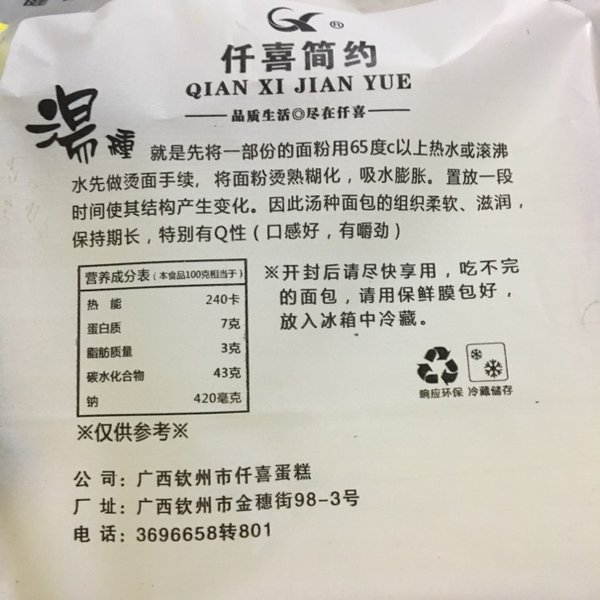 ®
仟喜简约
QIAN XI JIAN YUE
品质生活◎尽在仟喜
湯種 就是先将一部份的面粉用65度c以上热水或滚沸
水先做烫面手续，将面粉烫熟糊化，吸水膨胀。置放一段
时间使其结构产生变化。因此汤种面包的组织柔软、滋润，
保持期长，特别有Q性（口感好，有嚼劲）
营养成分表（本食品100克相当于）
热 能 240卡
蛋白质 7克
脂肪质量 3克
碳水化合物 43克
钠 420毫克
※仅供参考※
※开封后请尽快享用，吃不完
的面包，请用保鲜膜包好，
放入冰箱中冷藏。
响应环保 冷藏储存
公 司：广西钦州市仟喜蛋糕
厂 址：广西钦州市金穗街98-3号
电 话：3696658转801